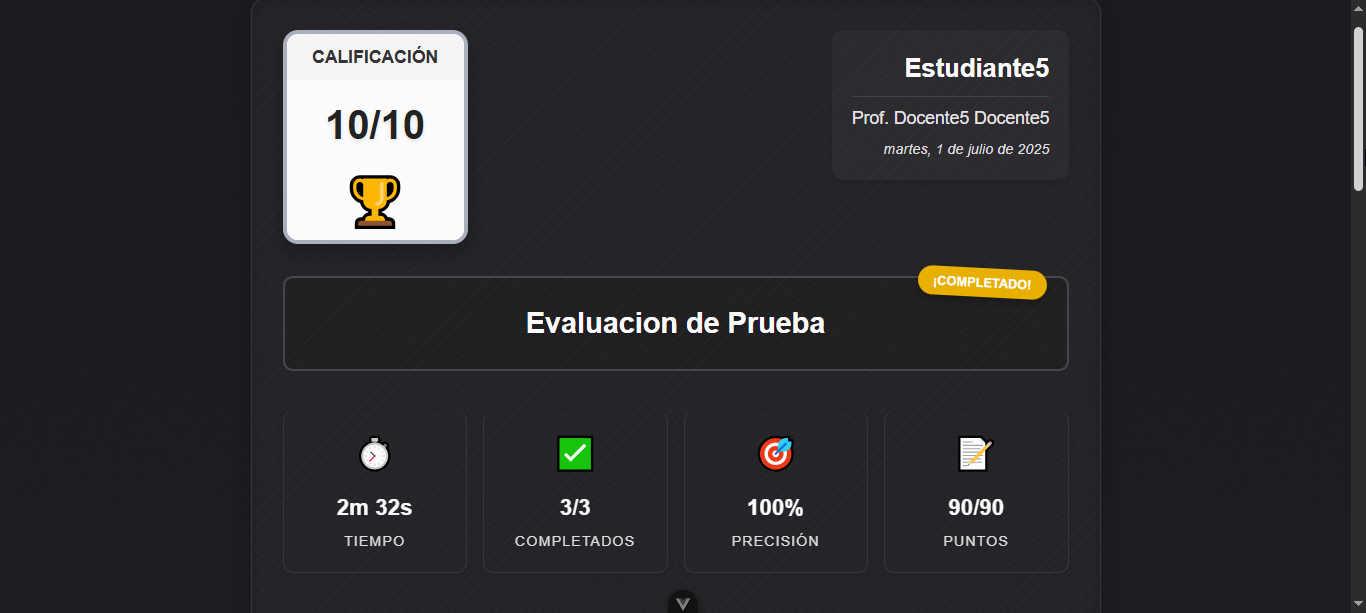 CALIFICACIÓN
10/10
Estudiante5
Prof. Docente5 Docente5
martes, 1 de julio de 2025
¡COMPLETADO!
Evaluacion de Prueba
2m 32s
TIEMPO
3/3
COMPLETADOS
100%
PRECISIÓN
90/90
PUNTOS